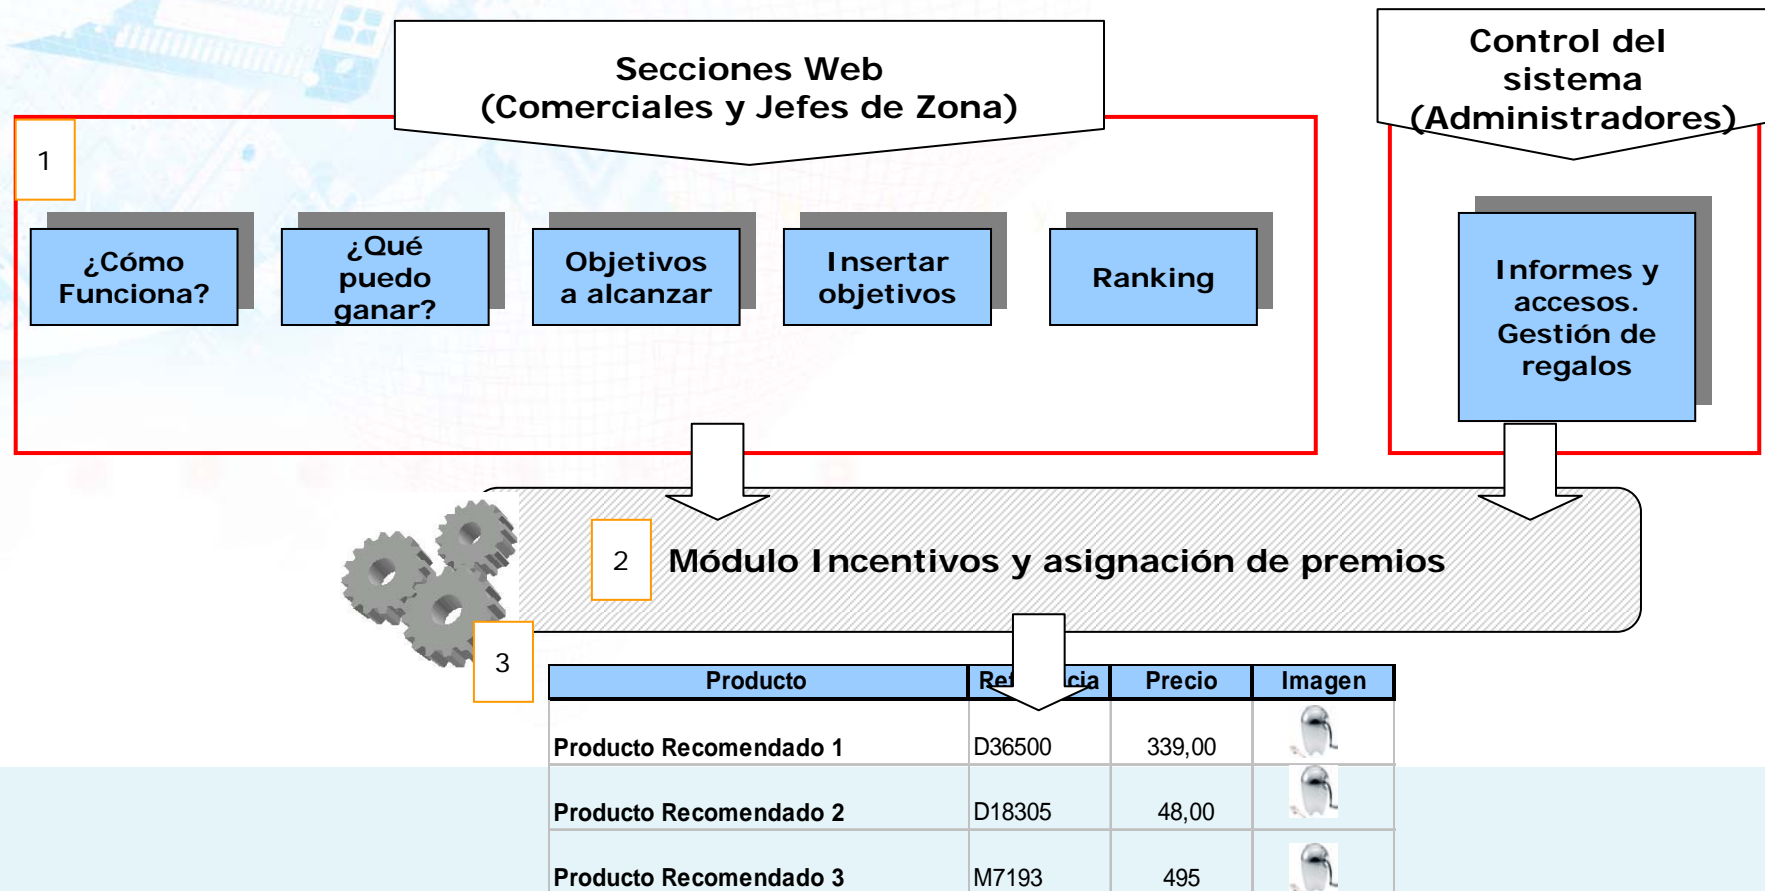 Secciones Web
(Comerciales y Jefes de Zona)
Control del
sistema
(Administradores)
1
¿Cómo
Funciona?
¿Qué
puedo
ganar?
Objetivos
a alcanzar
Insertar
objetivos
Ranking
Informes y
accesos.
Gestión de
regalos
2
Módulo Incentivos y asignación de premios
3
Producto Precio Imagen
Producto Recomendado 1 D36500 339,00
Producto Recomendado 2 D18305 48,00
Producto Recomendado 3 M7193 495